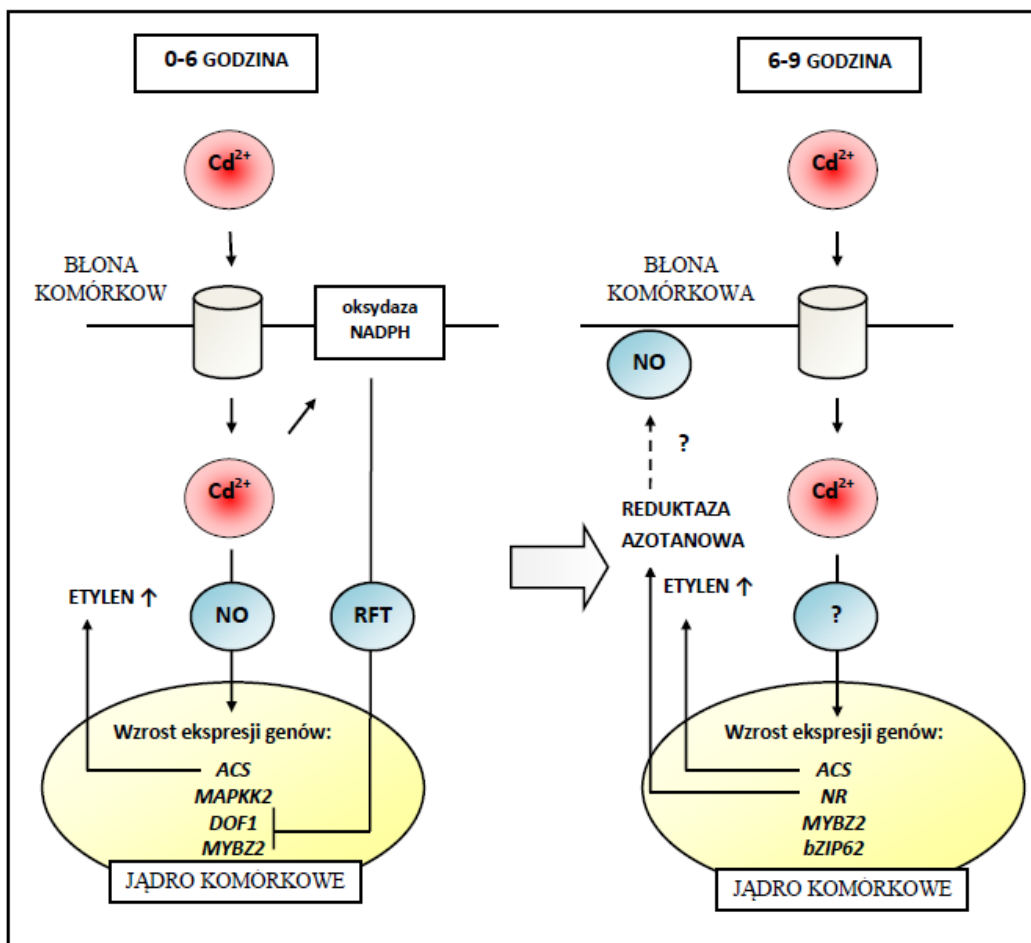 0-6 GODZINA
Cd²⁺
BŁONA
KOMÓRKOW
oksydaza
NADPH
Cd²⁺
ETYLEN ↑
NO
RFT
Wzrost ekspresji genów:
ACS
MAPKK2
DOF1
MYBZ2
JĄDRO KOMÓRKOWE
6-9 GODZINA
Cd²⁺
BŁONA
KOMÓRKOWA
NO
?
Cd²⁺
REDUKTAZA
AZOTANOWA
ETYLEN ↑
?
Wzrost ekspresji genów:
ACS
NR
MYBZ2
bZIP62
JĄDRO KOMÓRKOWE